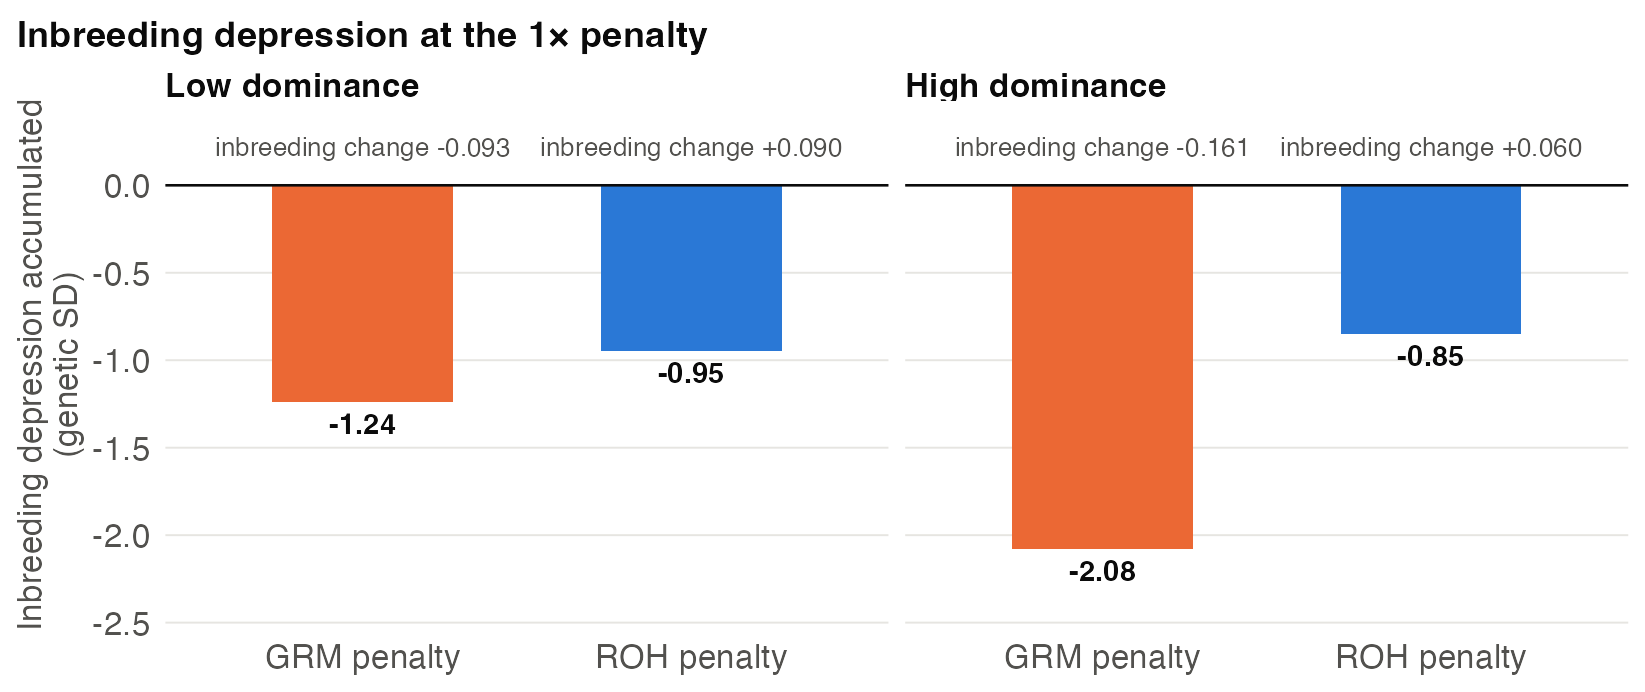 Inbreeding depression at the 1× penalty
Low dominance
High dominance
inbreeding change -0.093
inbreeding change +0.090
inbreeding change -0.161
inbreeding change +0.060
Inbreeding depression accumulated
(genetic SD)
0.0
-0.5
-1.0
-1.5
-2.0
-2.5
-1.24
-0.95
-2.08
-0.85
GRM penalty
ROH penalty
GRM penalty
ROH penalty